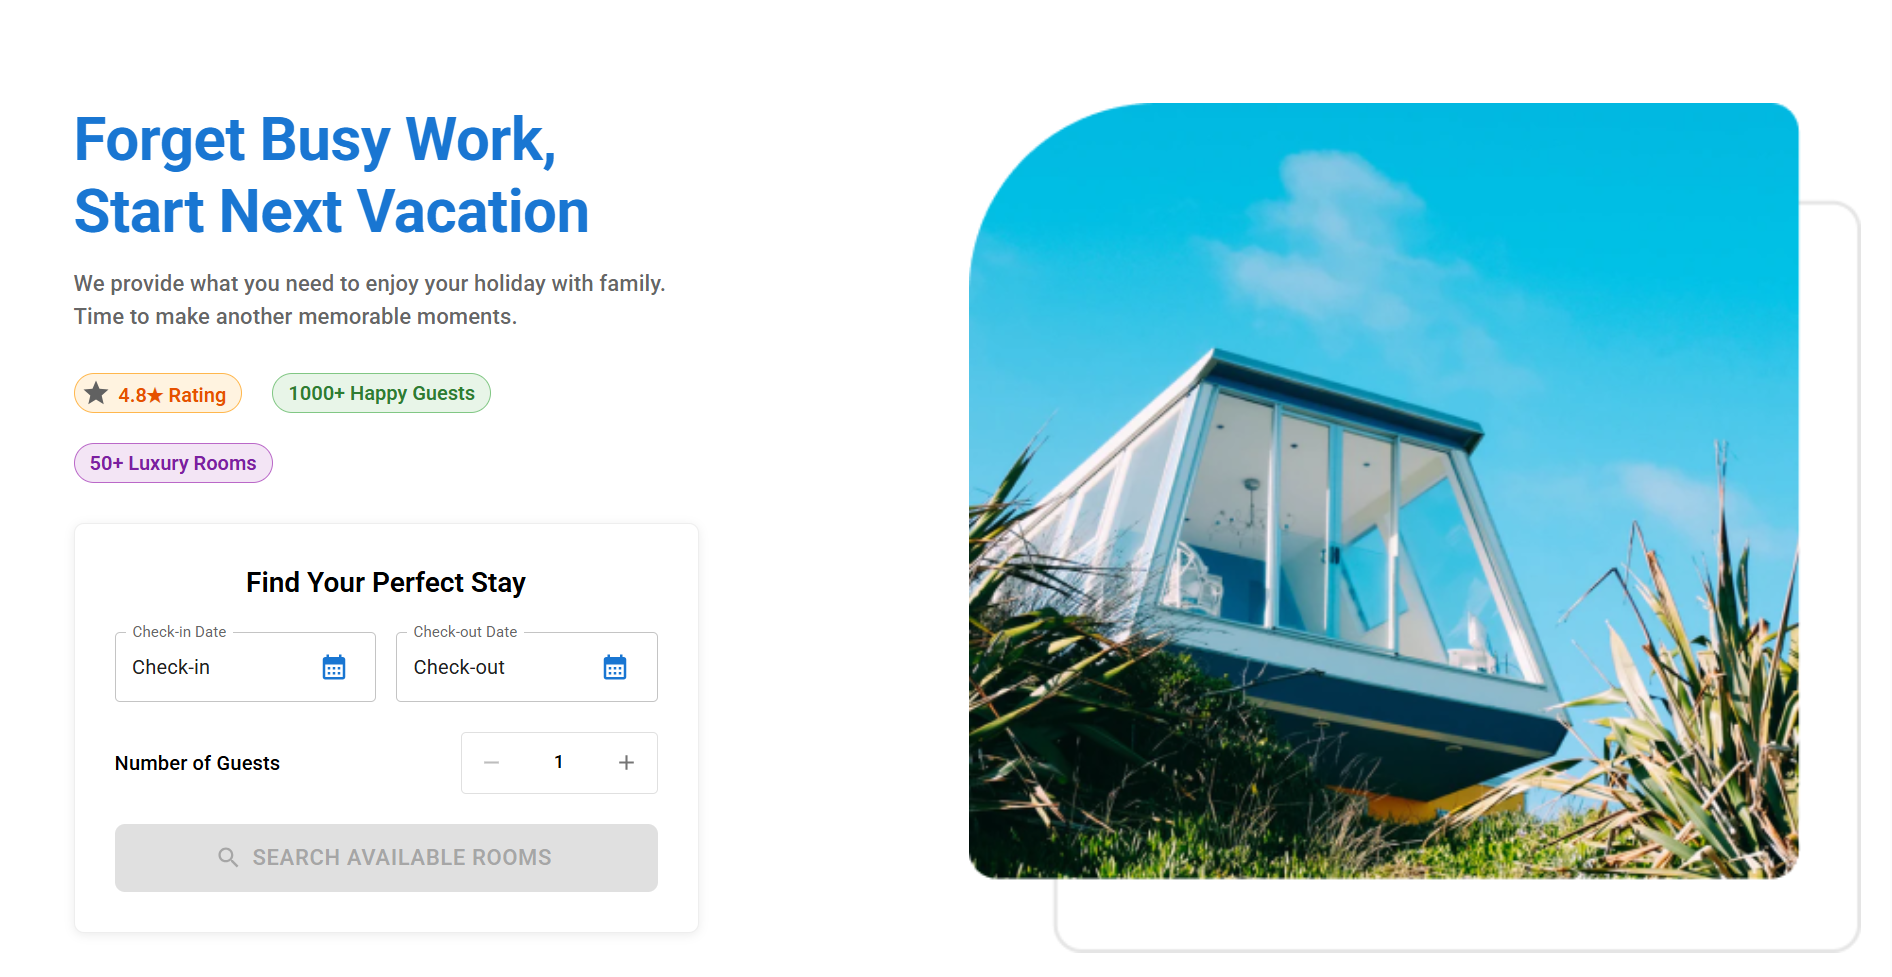 Forget Busy Work,
Start Next Vacation
We provide what you need to enjoy your holiday with family.
Time to make another memorable moments.
4.8★ Rating
1000+ Happy Guests
50+ Luxury Rooms
Find Your Perfect Stay
Check-in Date
Check-out Date
Check-in
Check-out
Number of Guests
1
SEARCH AVAILABLE ROOMS